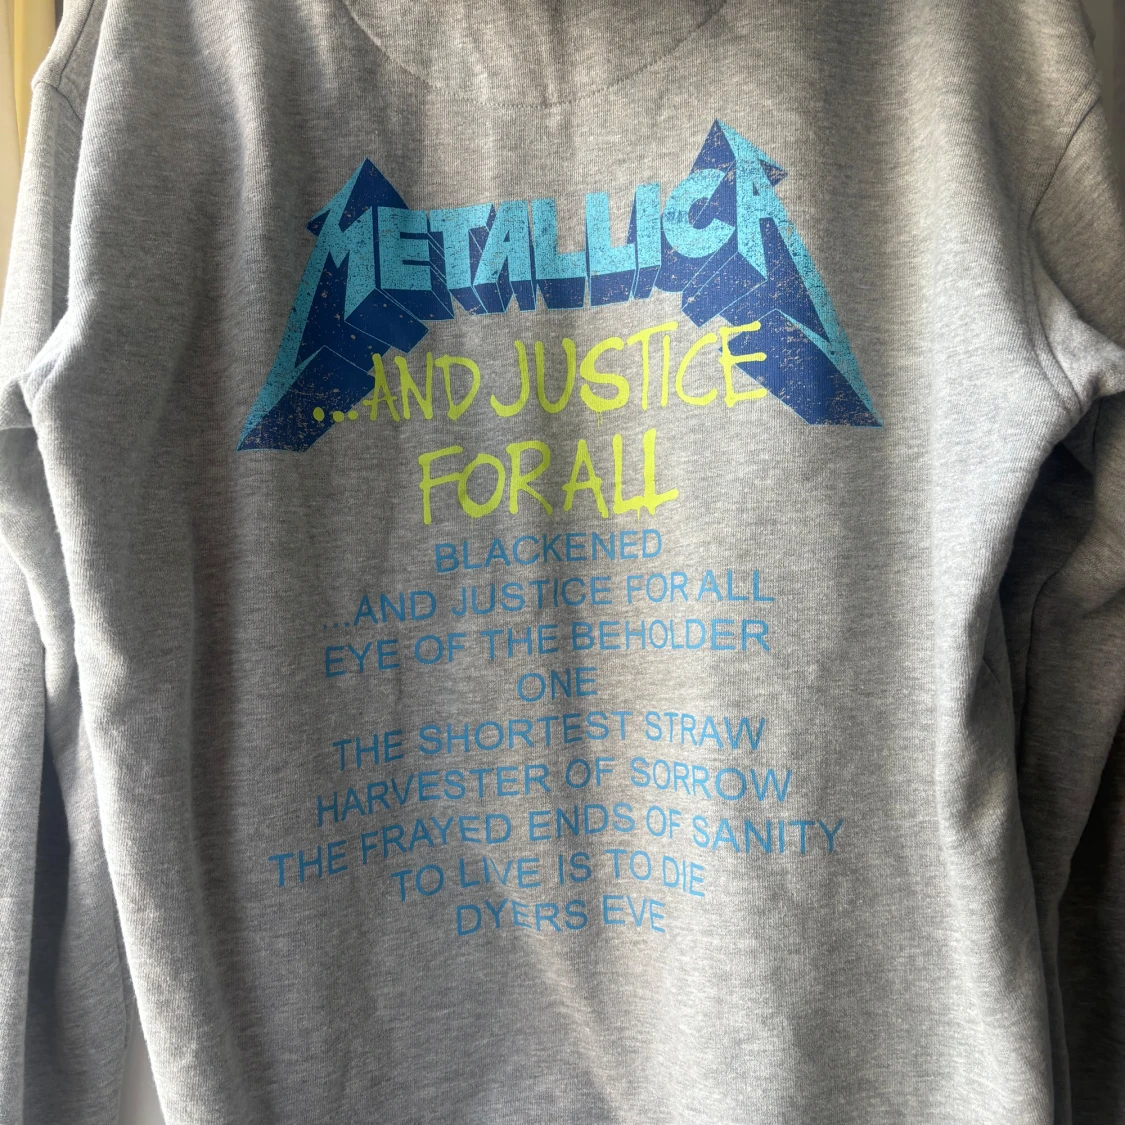 METALLICA
...AND JUSTICE
FOR ALL
BLACKENED
...AND JUSTICE FOR ALL
EYE OF THE BEHOLDER
ONE
THE SHORTEST STRAW
HARVESTER OF SORROW
THE FRAYED ENDS OF SANITY
TO LIVE IS TO DIE
DYERS EVE